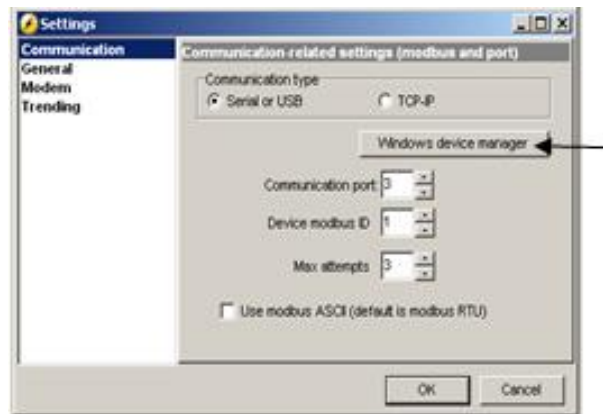 Settings
Communication
General
Modem
Trending
Communication-related settings (modbus and port)
Communication type
Serial or USB
TCP-IP
Windows device manager
Communication port 3
Device modbus ID 1
Max attempts 3
Use modbus ASCII (default is modbus RTU)
OK
Cancel